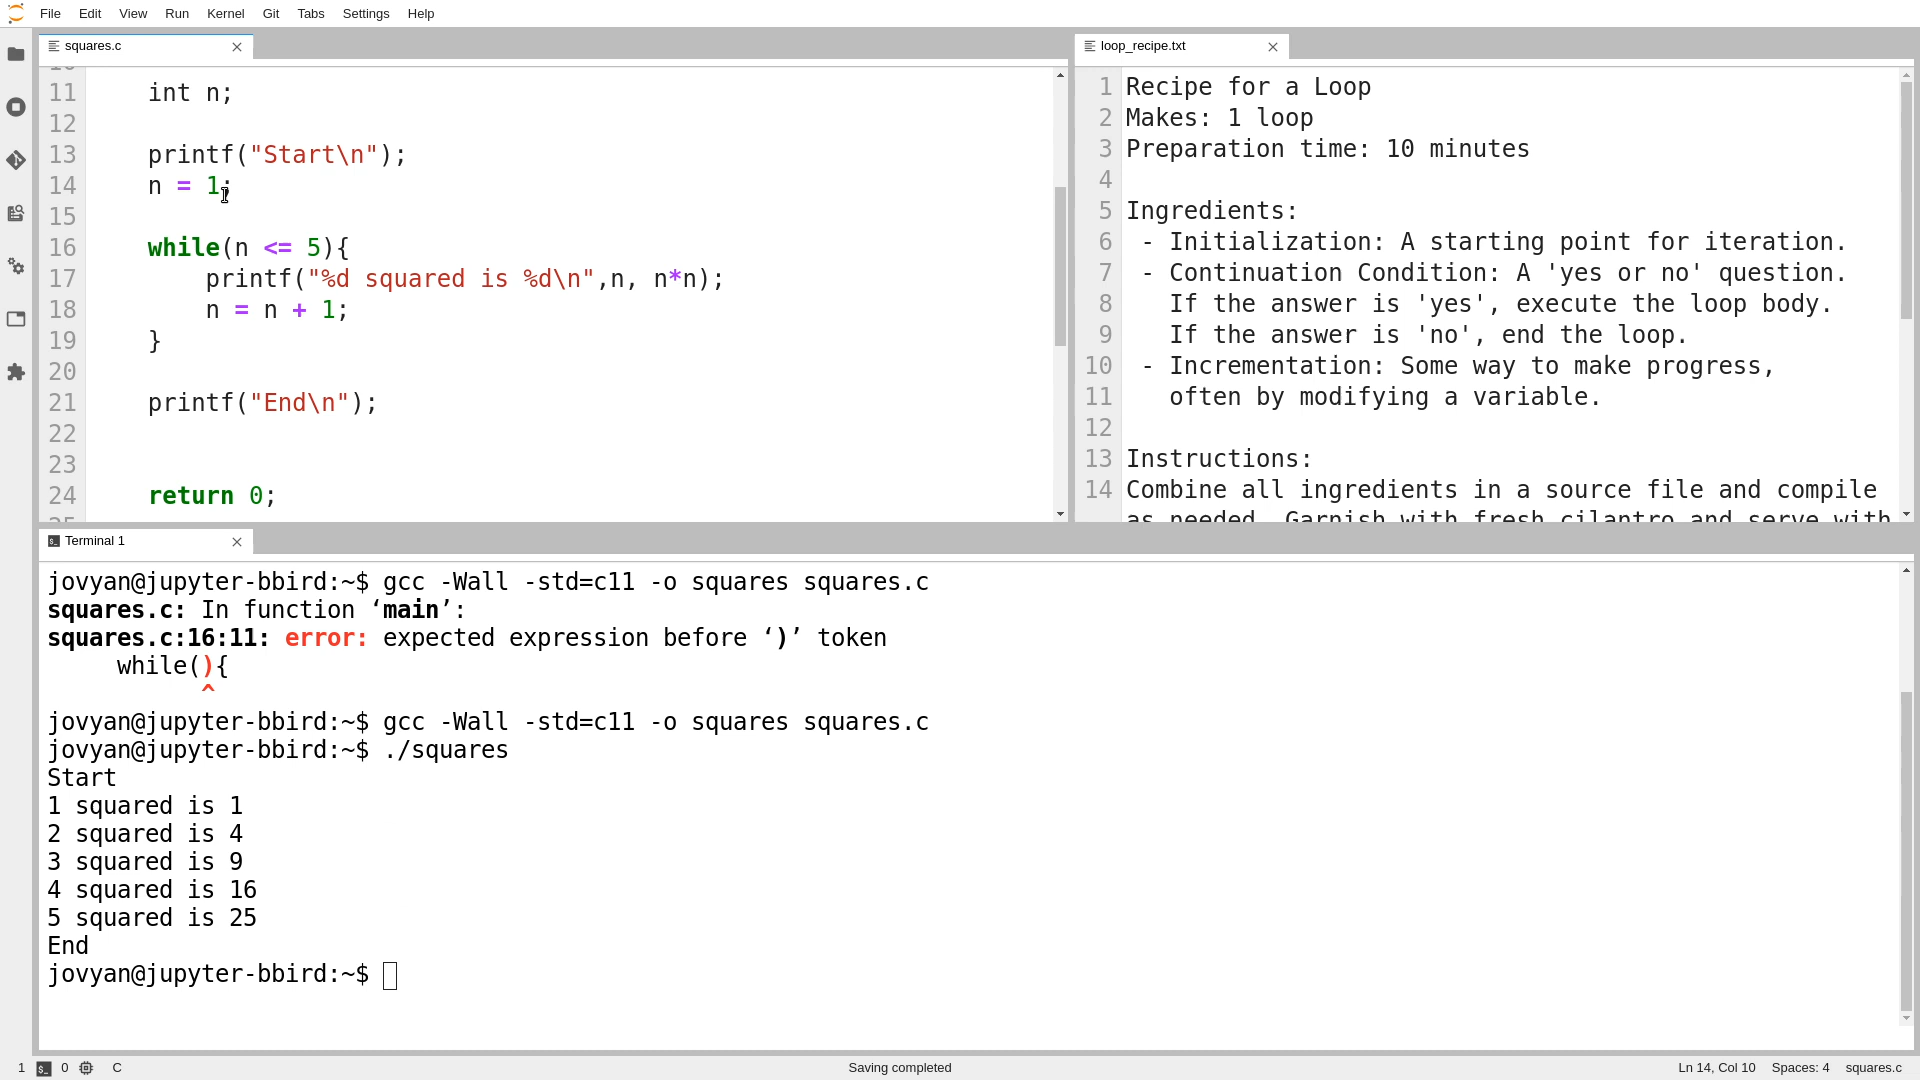 File Edit View Run Kernel Git Tabs Settings Help
squares.c
11 int n;
12
13 printf("Start\n");
14 n = 1;
15
16 while(n <= 5){
17 printf("%d squared is %d\n",n, n*n);
18 n = n + 1;
19 }
20
21 printf("End\n");
22
23
24 return 0;
loop_recipe.txt
1 Recipe for a Loop
2 Makes: 1 loop
3 Preparation time: 10 minutes
4
5 Ingredients:
6 - Initialization: A starting point for iteration.
7 - Continuation Condition: A 'yes or no' question.
8 If the answer is 'yes', execute the loop body.
9 If the answer is 'no', end the loop.
10 - Incrementation: Some way to make progress,
11 often by modifying a variable.
12
13 Instructions:
14 Combine all ingredients in a source file and compile
as needed. Garnish with fresh cilantro and serve with
Terminal 1
jovyan@jupyter-bbird:~$ gcc -Wall -std=c11 -o squares squares.c
squares.c: In function ‘main’:
squares.c:16:11: error: expected expression before ‘)’ token
while(){
^
jovyan@jupyter-bbird:~$ gcc -Wall -std=c11 -o squares squares.c
jovyan@jupyter-bbird:~$ ./squares
Start
1 squared is 1
2 squared is 4
3 squared is 9
4 squared is 16
5 squared is 25
End
jovyan@jupyter-bbird:~$
1 0 C Saving completed Ln 14, Col 10 Spaces: 4 squares.c